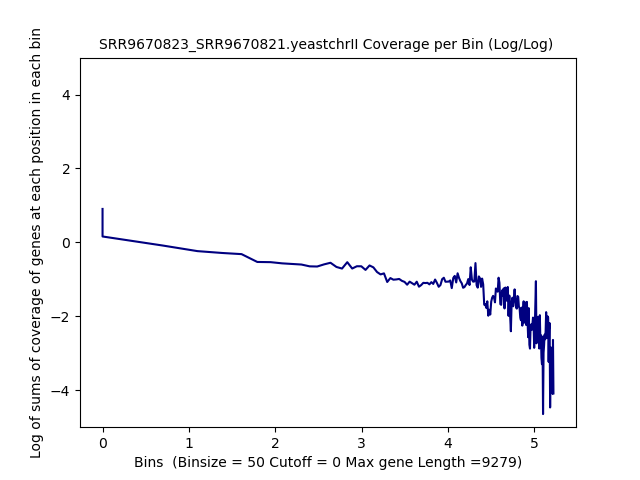 SRR9670823_SRR9670821.yeastchrII Coverage per Bin (Log/Log)
Log of sums of coverage of genes at each position in each bin
4
2
0
−2
−4
0 1 2 3 4 5
Bins  (Binsize = 50 Cutoff = 0 Max gene Length =9279)